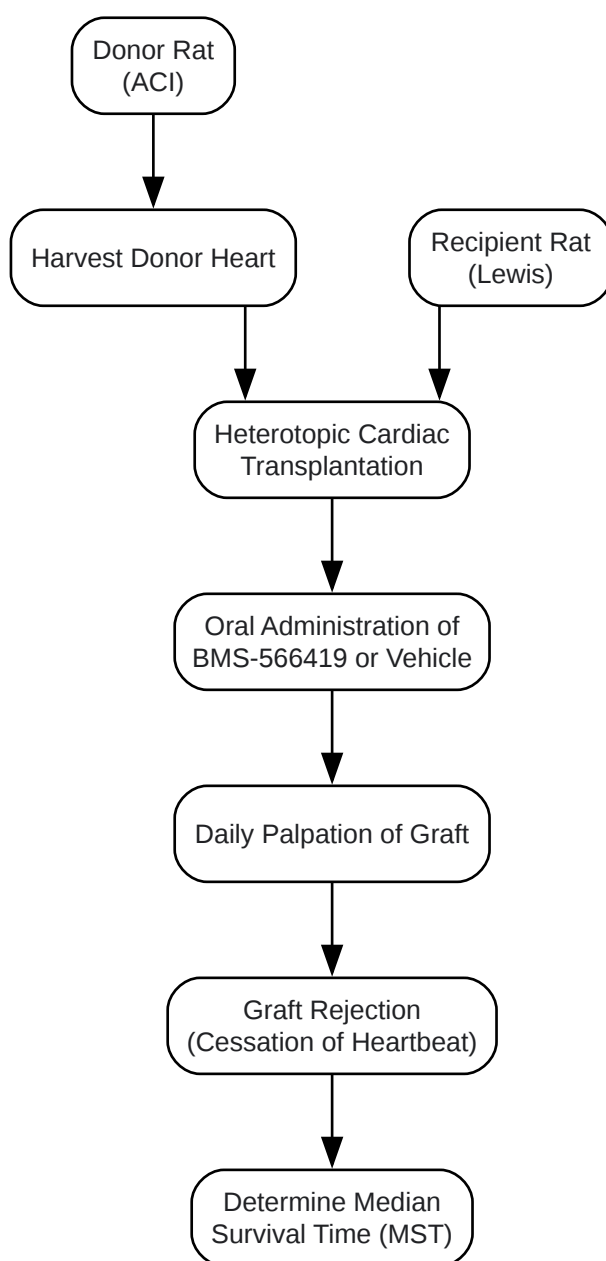 Donor Rat
(ACI)
Harvest Donor Heart
Recipient Rat
(Lewis)
Heterotopic Cardiac
Transplantation
Oral Administration of
BMS-566419 or Vehicle
Daily Palpation of Graft
Graft Rejection
(Cessation of Heartbeat)
Determine Median
Survival Time (MST)